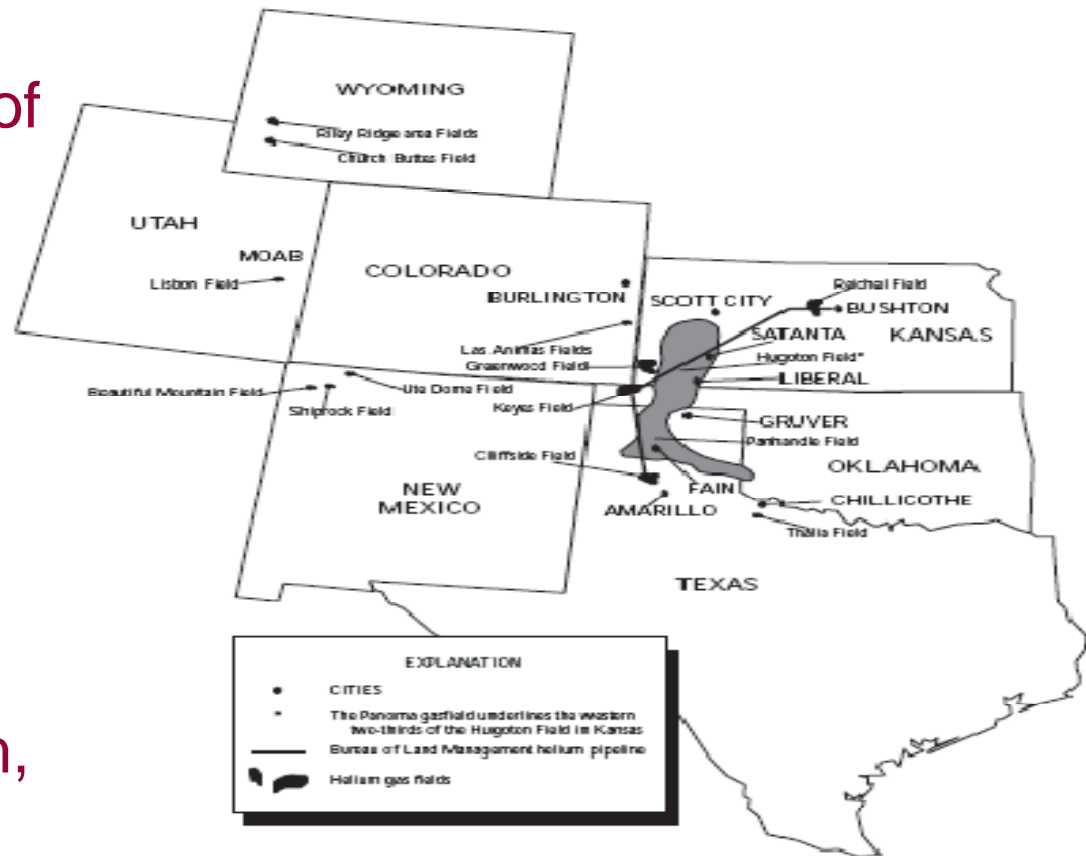 of
WYOMING
Riley Ridge area Fields
Church Buttes Field
UTAH
MOAB
Lisbon Field
COLORADO
BURLINGTON
SCOTT CITY
Reichel Field
BUSHTON
SATANTA
KANSAS
Las Animas Fields
Hugoton Field*
Greenwood Field
LIBERAL
Beautiful Mountain Field
Ute Dome Field
Shiprock Field
Keyes Field
GRUVER
Panhandle Field
Cliffside Field
OKLAHOMA
FAIN
NEW
MEXICO
AMARILLO
CHILLICOTHE
Thalia Field
TEXAS
EXPLANATION
CITIES
The Panoma gasfield underlines the western
two-thirds of the Hugoton Field in Kansas
Bureau of Land Management helium pipeline
Helium gas fields
n,